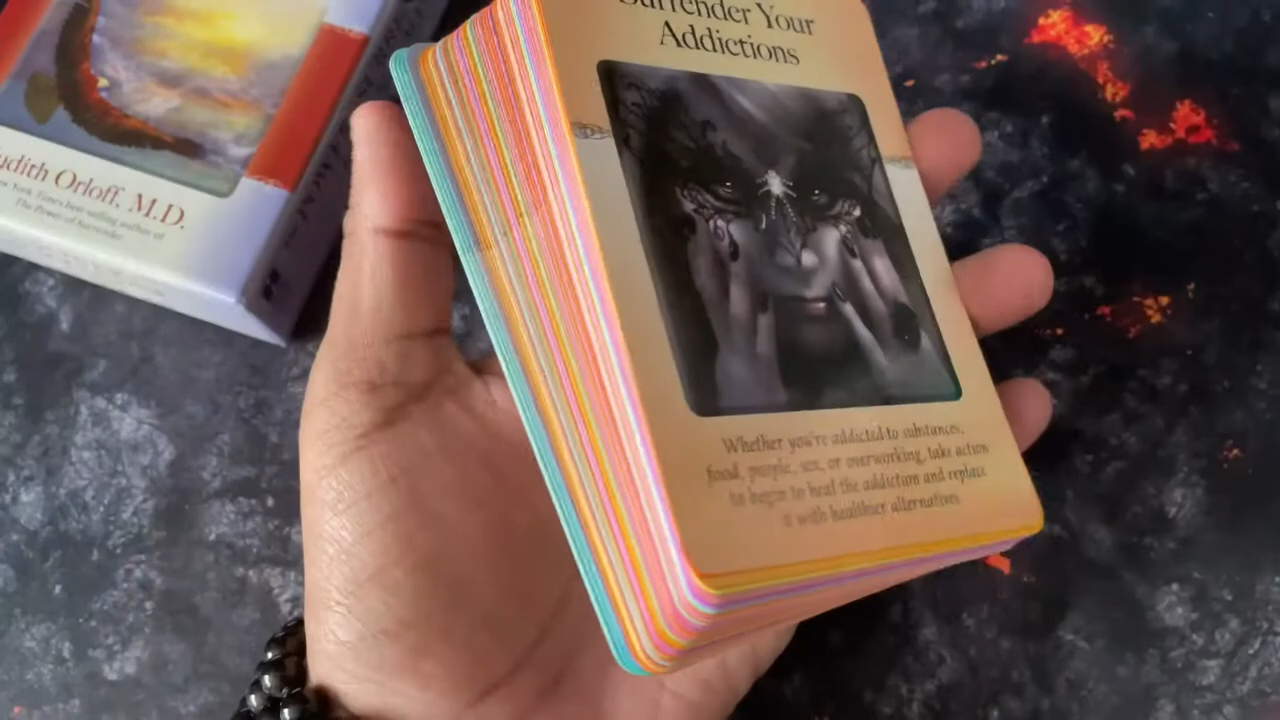 Surrender Your
Addictions
Whether you're addicted to substances,
food, people, sex, or overworking, take action
to begin to heal the addiction and replace
it with healthier alternatives.
udith Orloff, M.D.
New York Times best-selling author of
The Power of Surrender